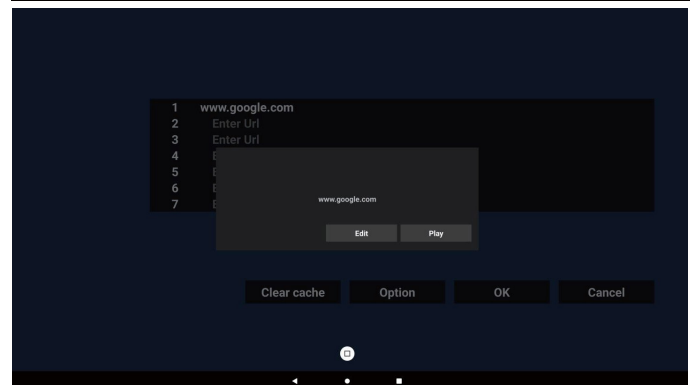 1 www.google.com
2 Enter Url
3 Enter Url
4 E
5 E
6 E
7 E
www.google.com
Edit Play
Clear cache Option OK Cancel